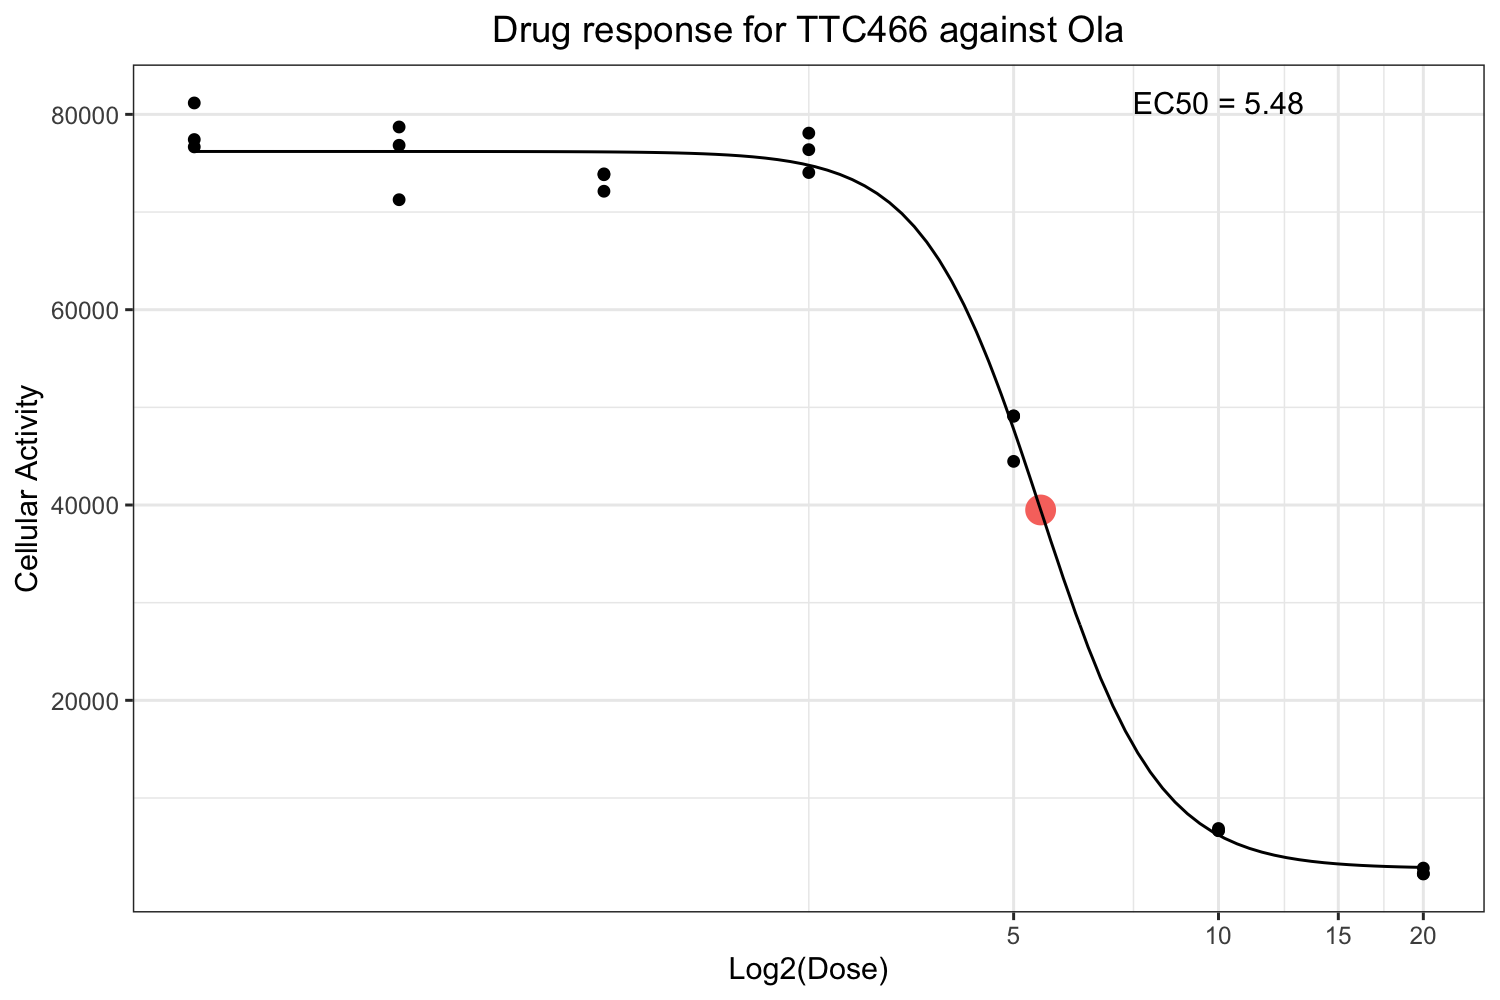 Drug response for TTC466 against Ola
EC50 = 5.48
80000
60000
40000
20000
Cellular Activity
5 10 15 20
Log2(Dose)